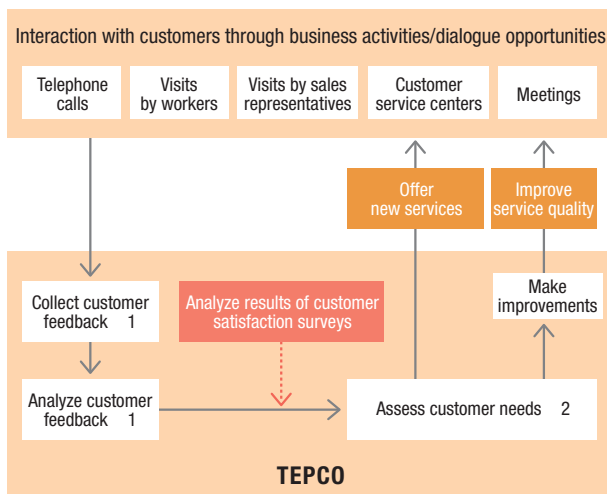 Interaction with customers through business activities/dialogue opportunities
Telephone
calls
Visits
by workers
Visits by sales
representatives
Customer
service centers
Meetings
Offer
new services
Improve
service quality
Collect customer
feedback 1
Analyze results of customer
satisfaction surveys
Make
improvements
Analyze customer
feedback 1
Assess customer needs 2
TEPCO